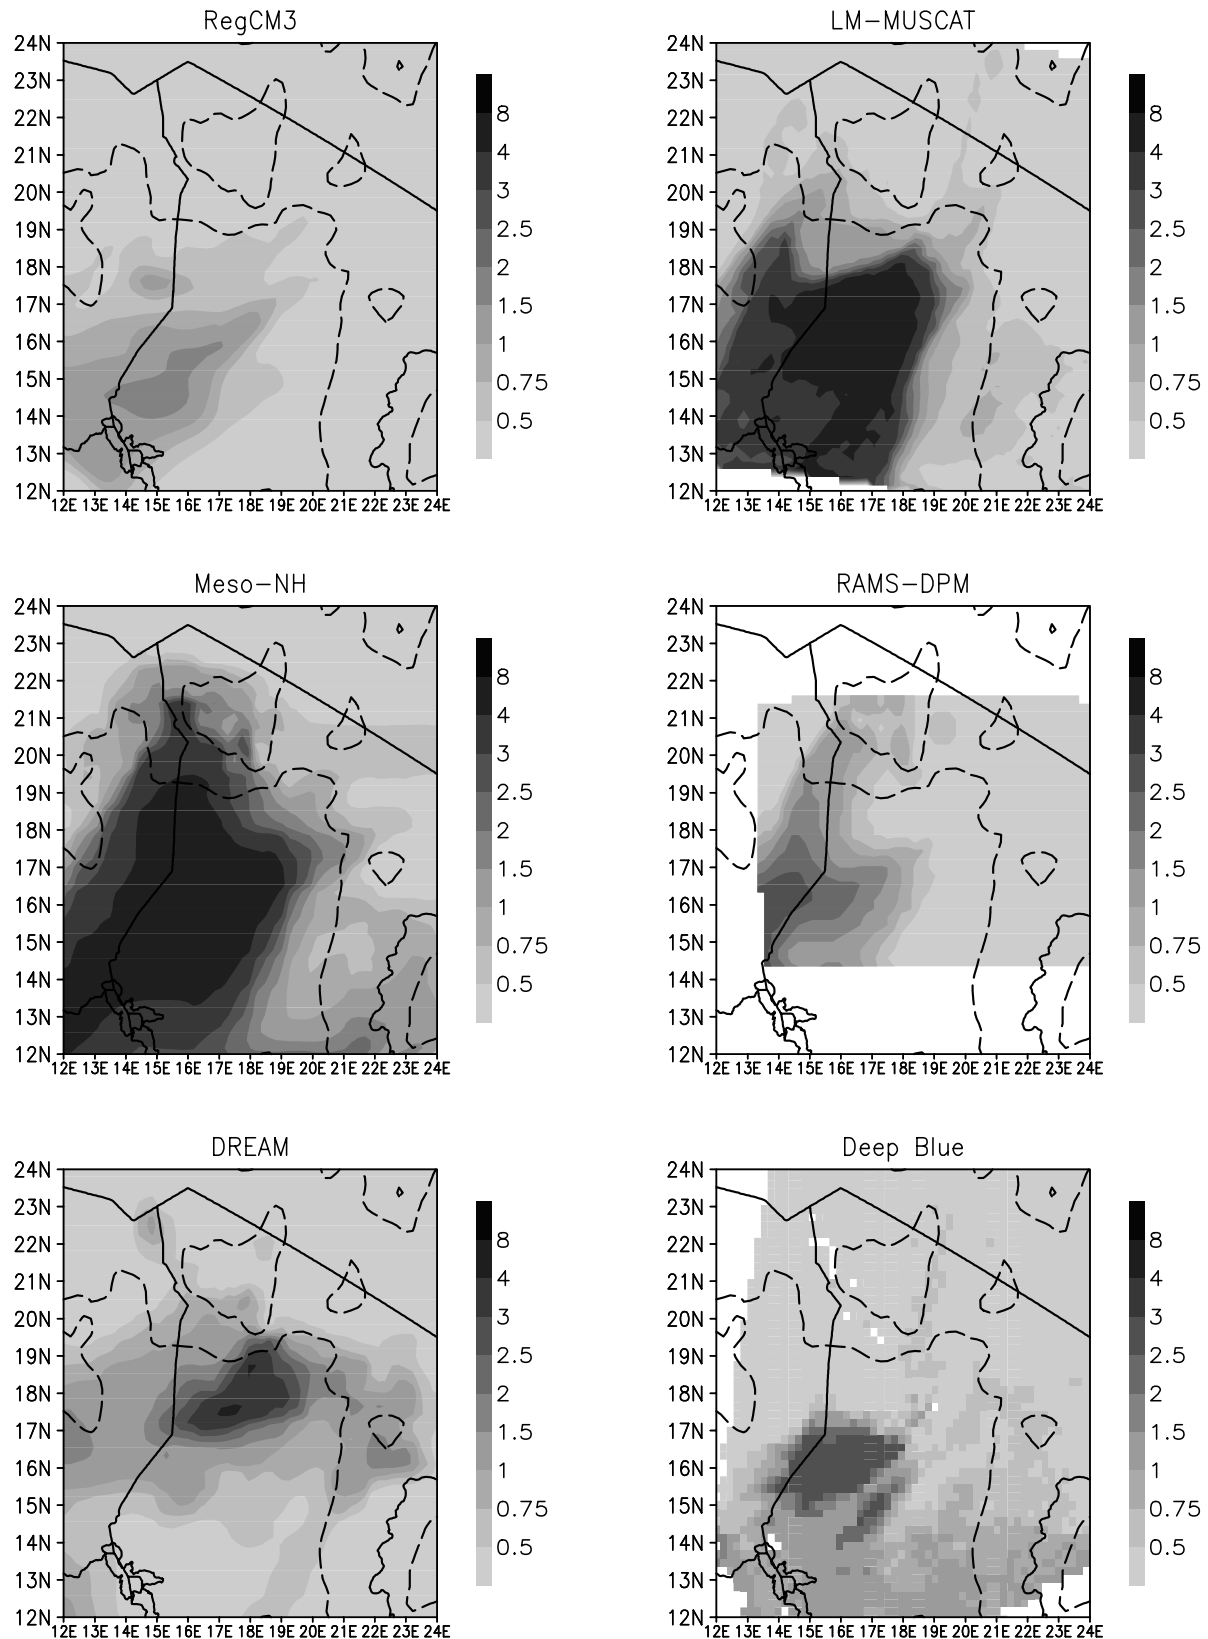 RegCM3
24N
23N
22N
21N
20N
19N
18N
17N
16N
15N
14N
13N
12N
12E 13E 14E 15E 16E 17E 18E 19E 20E 21E 22E 23E 24E
8
4
3
2.5
2
1.5
1
0.75
0.5
LM-MUSCAT
24N
23N
22N
21N
20N
19N
18N
17N
16N
15N
14N
13N
12N
12E 13E 14E 15E 16E 17E 18E 19E 20E 21E 22E 23E 24E
8
4
3
2.5
2
1.5
1
0.75
0.5
Meso-NH
24N
23N
22N
21N
20N
19N
18N
17N
16N
15N
14N
13N
12N
12E 13E 14E 15E 16E 17E 18E 19E 20E 21E 22E 23E 24E
8
4
3
2.5
2
1.5
1
0.75
0.5
RAMS-DPM
24N
23N
22N
21N
20N
19N
18N
17N
16N
15N
14N
13N
12N
12E 13E 14E 15E 16E 17E 18E 19E 20E 21E 22E 23E 24E
8
4
3
2.5
2
1.5
1
0.75
0.5
DREAM
24N
23N
22N
21N
20N
19N
18N
17N
16N
15N
14N
13N
12N
12E 13E 14E 15E 16E 17E 18E 19E 20E 21E 22E 23E 24E
8
4
3
2.5
2
1.5
1
0.75
0.5
Deep Blue
24N
23N
22N
21N
20N
19N
18N
17N
16N
15N
14N
13N
12N
12E 13E 14E 15E 16E 17E 18E 19E 20E 21E 22E 23E 24E
8
4
3
2.5
2
1.5
1
0.75
0.5